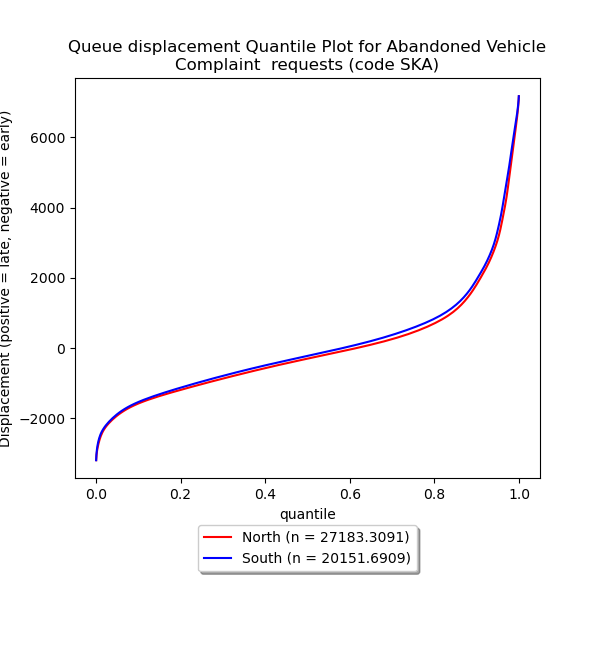 Queue displacement Quantile Plot for Abandoned Vehicle
Complaint  requests (code SKA)
Displacement (positive = late, negative = early)
6000
4000
2000
0
−2000
0.0 0.2 0.4 0.6 0.8 1.0
quantile
North (n = 27183.3091)
South (n = 20151.6909)